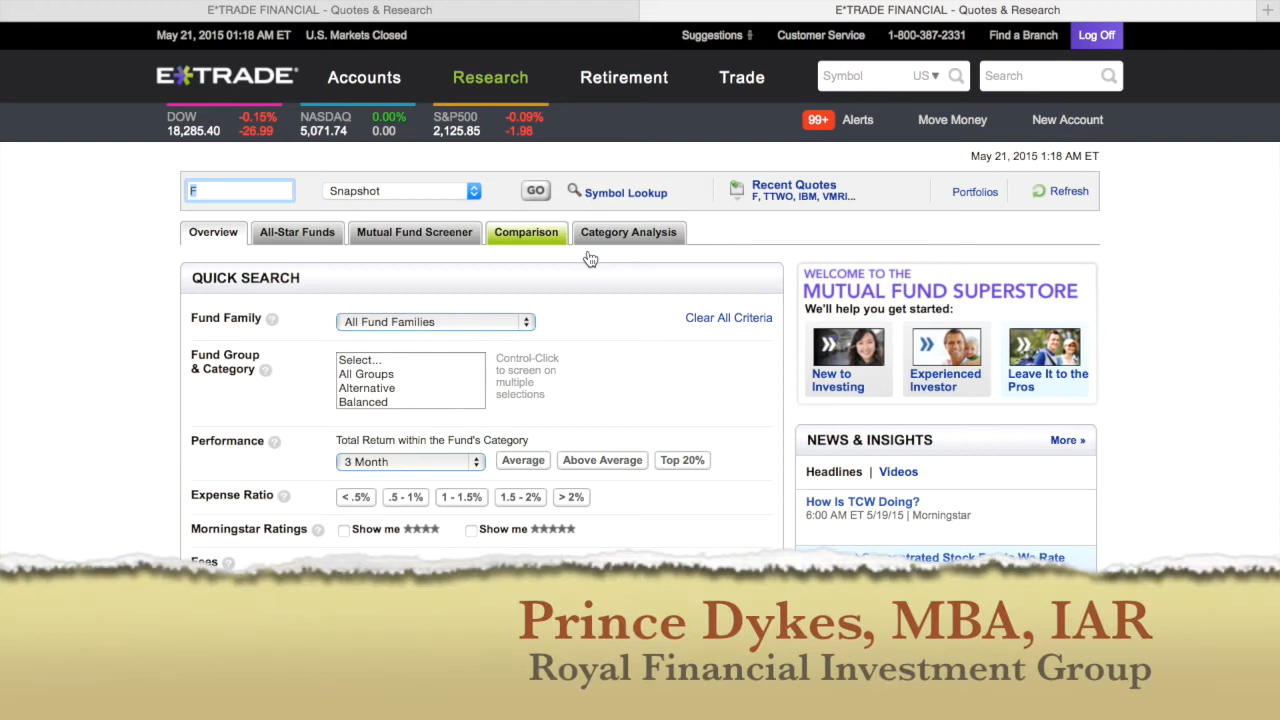 E*TRADE FINANCIAL - Quotes & Research
E*TRADE FINANCIAL - Quotes & Research
May 21, 2015 01:18 AM ET U.S. Markets Closed
Suggestions Customer Service 1-800-387-2331 Find a Branch Log Off
E*TRADE Accounts Research Retirement Trade Symbol US▼ Search
DOW -0.15% NASDAQ 0.00% S&P500 -0.09%
18,285.40 -26.99 5,071.74 0.00 2,125.85 -1.98
99+ Alerts Move Money New Account
May 21, 2015 1:18 AM ET
F Snapshot GO Symbol Lookup Recent Quotes Portfolios Refresh
F, TTWO, IBM, VMRI...
Overview All-Star Funds Mutual Fund Screener Comparison Category Analysis
QUICK SEARCH
Fund Family ? All Fund Families Clear All Criteria
Fund Group
& Category ?
Select...
All Groups
Alternative
Balanced
Control-Click
to screen on
multiple
selections
Performance ? Total Return within the Fund's Category
3 Month Average Above Average Top 20%
Expense Ratio ? < .5% .5 - 1% 1 - 1.5% 1.5 - 2% > 2%
Morningstar Ratings ? Show me ★★★★ Show me ★★★★★
Fees ?
WELCOME TO THE
MUTUAL FUND SUPERSTORE
We'll help you get started:
New to
Investing
Experienced
Investor
Leave It to the
Pros
NEWS & INSIGHTS More »
Headlines | Videos
How Is TCW Doing?
6:00 AM ET 5/19/15 | Morningstar
We Rate
Prince Dykes, MBA, IAR
Royal Financial Investment Group